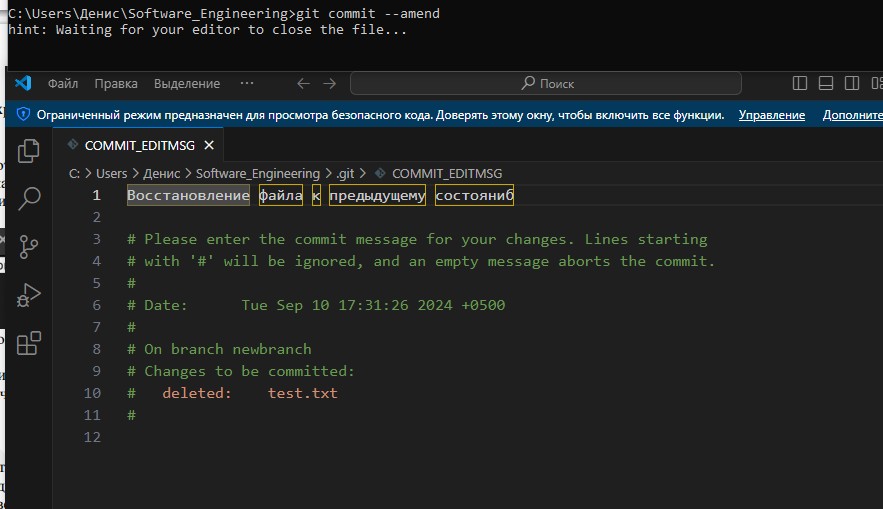 C:\Users\Денис\Software_Engineering>git commit --amend
hint: Waiting for your editor to close the file...
Файл Правка Выделение ··· Поиск
Ограниченный режим предназначен для просмотра безопасного кода. Доверять этому окну, чтобы включить все функции. Управление Дополните
COMMIT_EDITMSG
C: > Users > Денис > Software_Engineering > .git > COMMIT_EDITMSG
1 Восстановление файла к предыдущему состояниб
2
3 # Please enter the commit message for your changes. Lines starting
4 # with '#' will be ignored, and an empty message aborts the commit.
5 #
6 # Date: Tue Sep 10 17:31:26 2024 +0500
7 #
8 # On branch newbranch
9 # Changes to be committed:
10 # deleted: test.txt
11 #
12